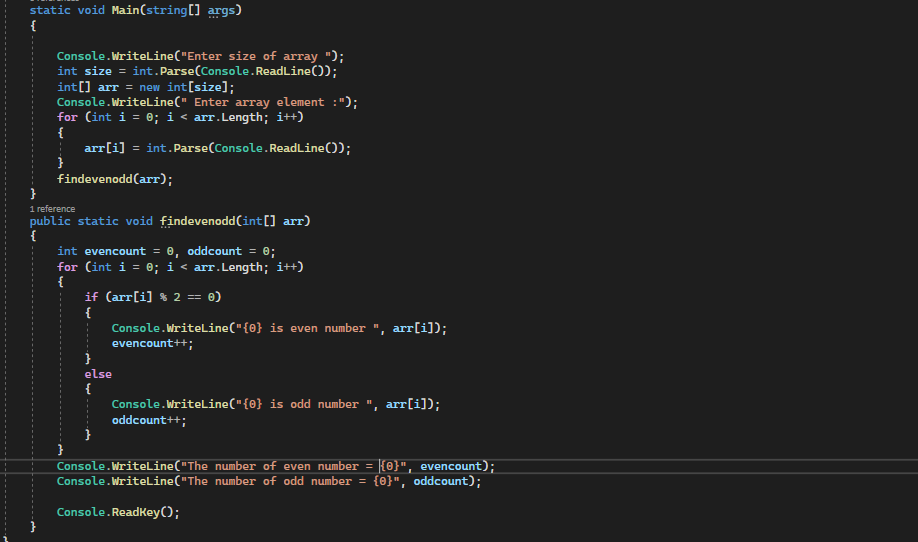 static void Main(string[] args)
{
Console.WriteLine("Enter size of array ");
int size = int.Parse(Console.ReadLine());
int[] arr = new int[size];
Console.WriteLine(" Enter array element :");
for (int i = 0; i < arr.Length; i++)
{
arr[i] = int.Parse(Console.ReadLine());
}
findevenodd(arr);
}
1 reference
public static void findevenodd(int[] arr)
{
int evencount = 0, oddcount = 0;
for (int i = 0; i < arr.Length; i++)
{
if (arr[i] % 2 == 0)
{
Console.WriteLine("{0} is even number ", arr[i]);
evencount++;
}
else
{
Console.WriteLine("{0} is odd number ", arr[i]);
oddcount++;
}
}
Console.WriteLine("The number of even number = {0}", evencount);
Console.WriteLine("The number of odd number = {0}", oddcount);
Console.ReadKey();
}
}